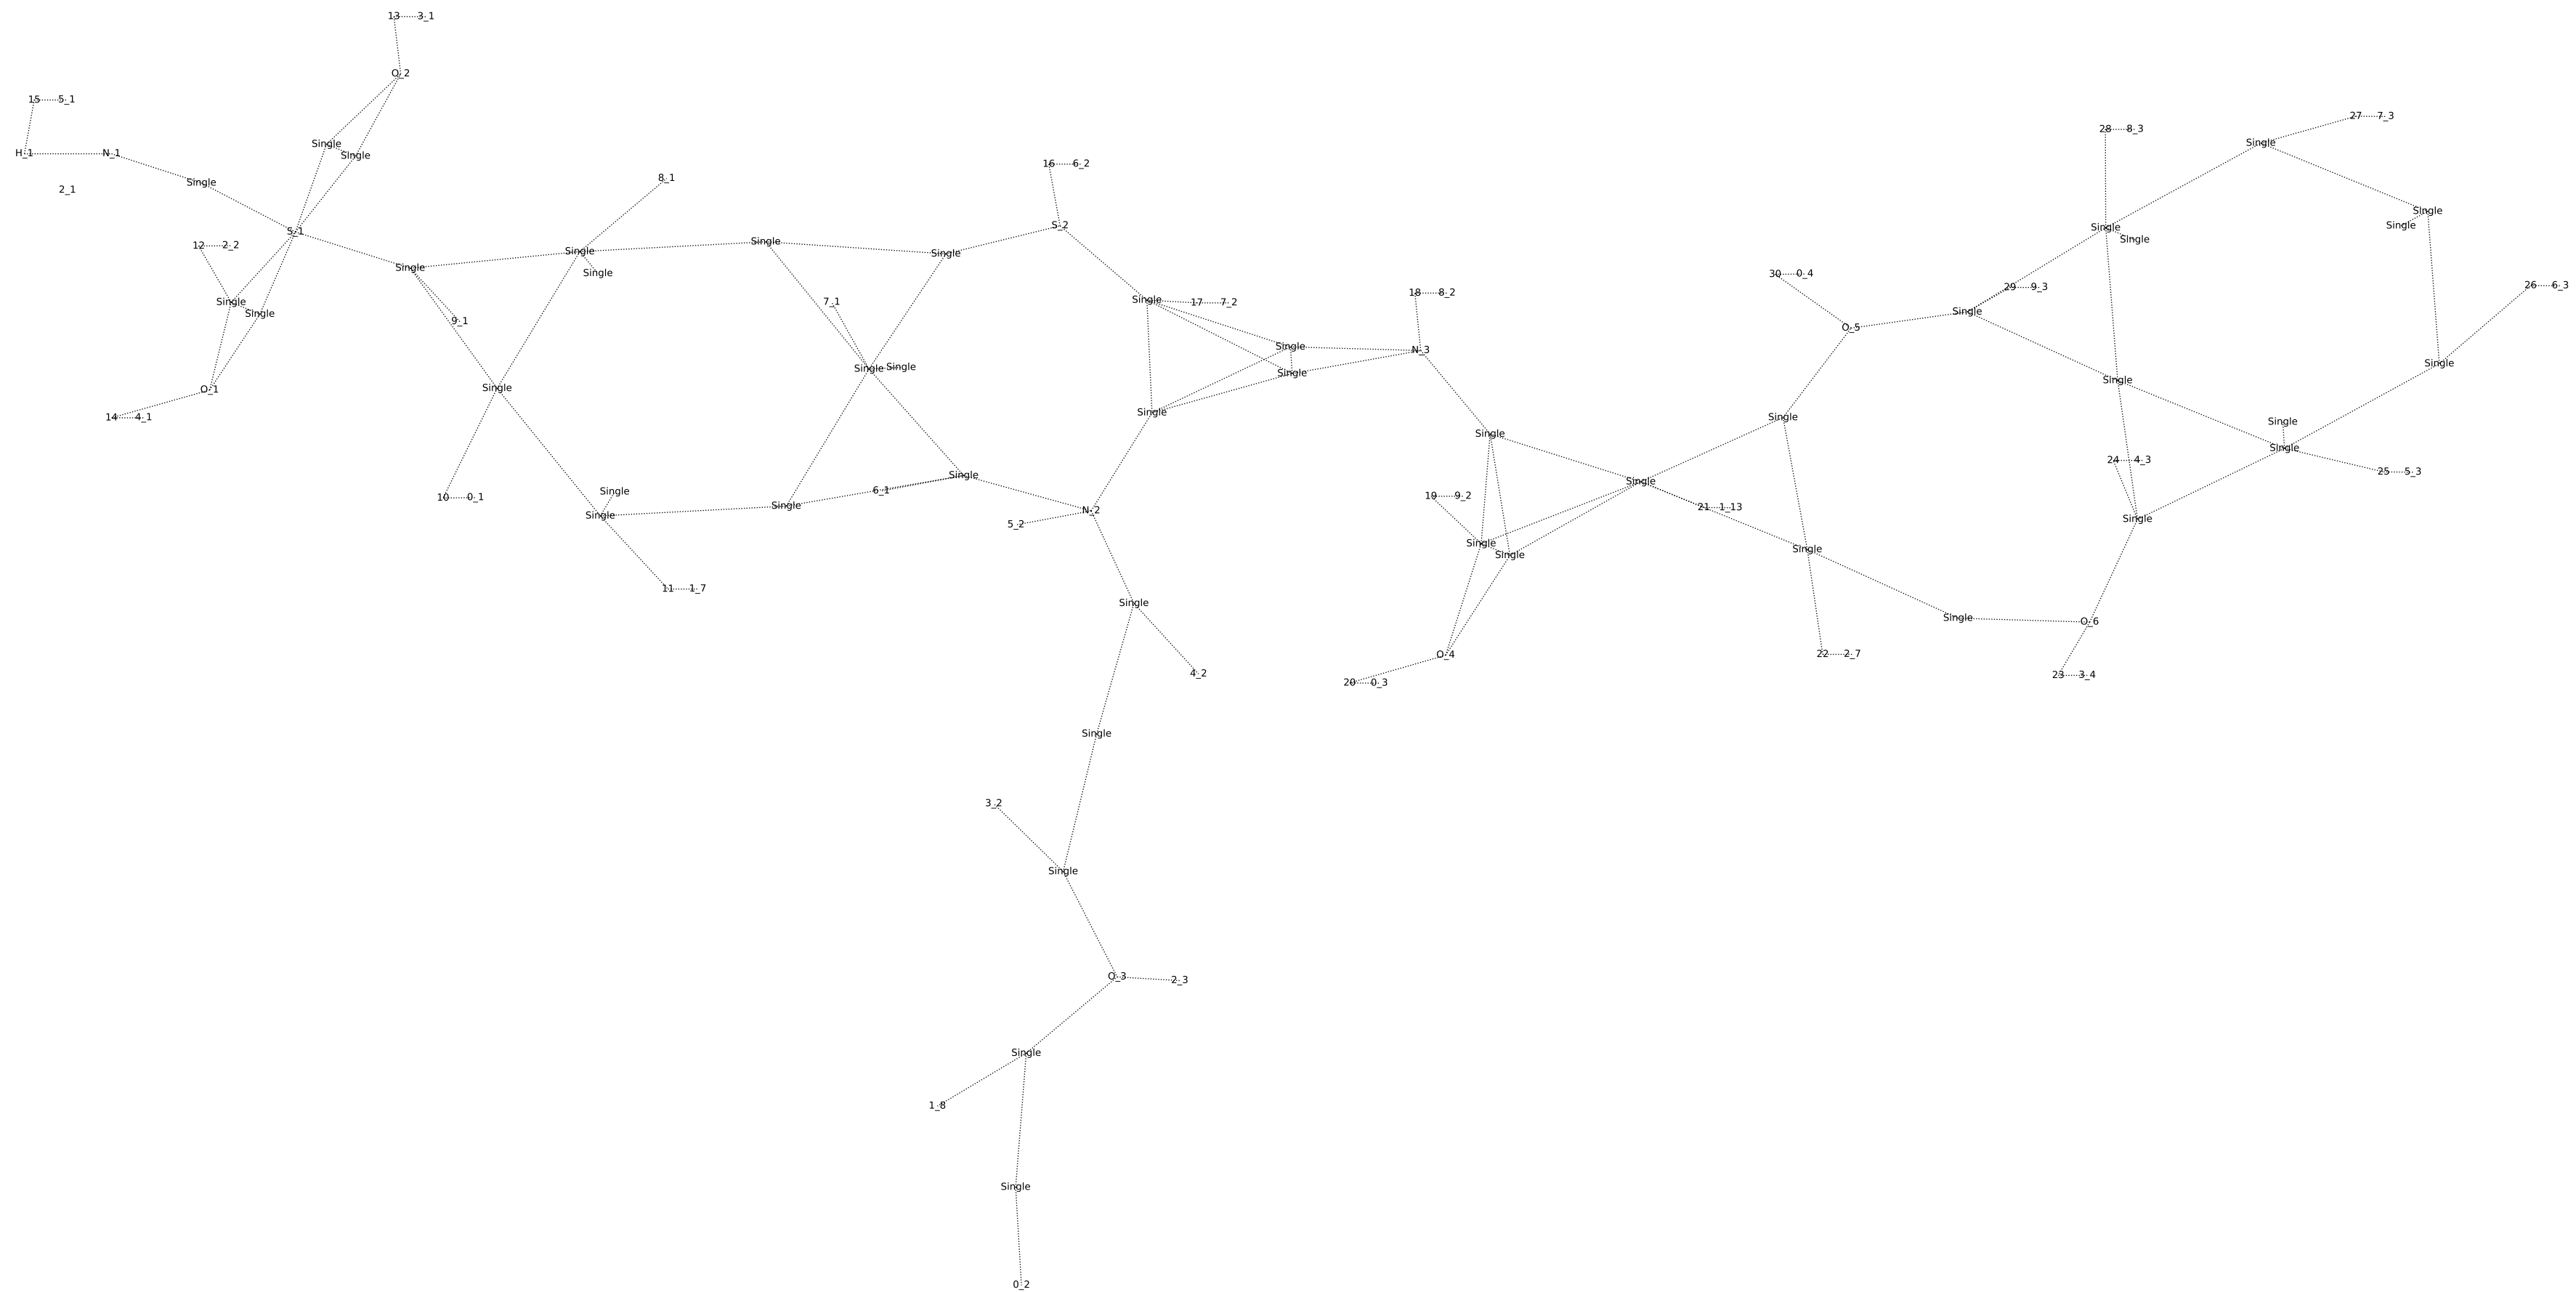 13 3_1
O_2
15 5_1
27 7_3
28 8_3
Single
Single
H_1 N_1
Single
16 6_2
8_1
Single
2_1
Single
S_2
Single
Single
S_1
Single
Single
12 2_2
Single
Single
Single
Single
Single
30 0_4
26 6_3
29 9_3
18 8_2
Single
7_1
17 7_2
Single
Single
Single
9_1
O_5
Single
N_3
Single
Single
Single
Single
Single
Single
Single
O_1
Single
14 4_1
Single
Single
Single
Single
24 4_3
25 5_3
Single
Single
6_1
Single
10 0_1
19 9_2
Single
21 1_13
N_2
Single
Single
5_2
Single
Single
Single
Single
11 1_7
Single
Single
O_6
O_4
22 2_7
4_2
23 3_4
20 0_3
Single
3_2
Single
O_3
2_3
Single
1_8
Single
0_2